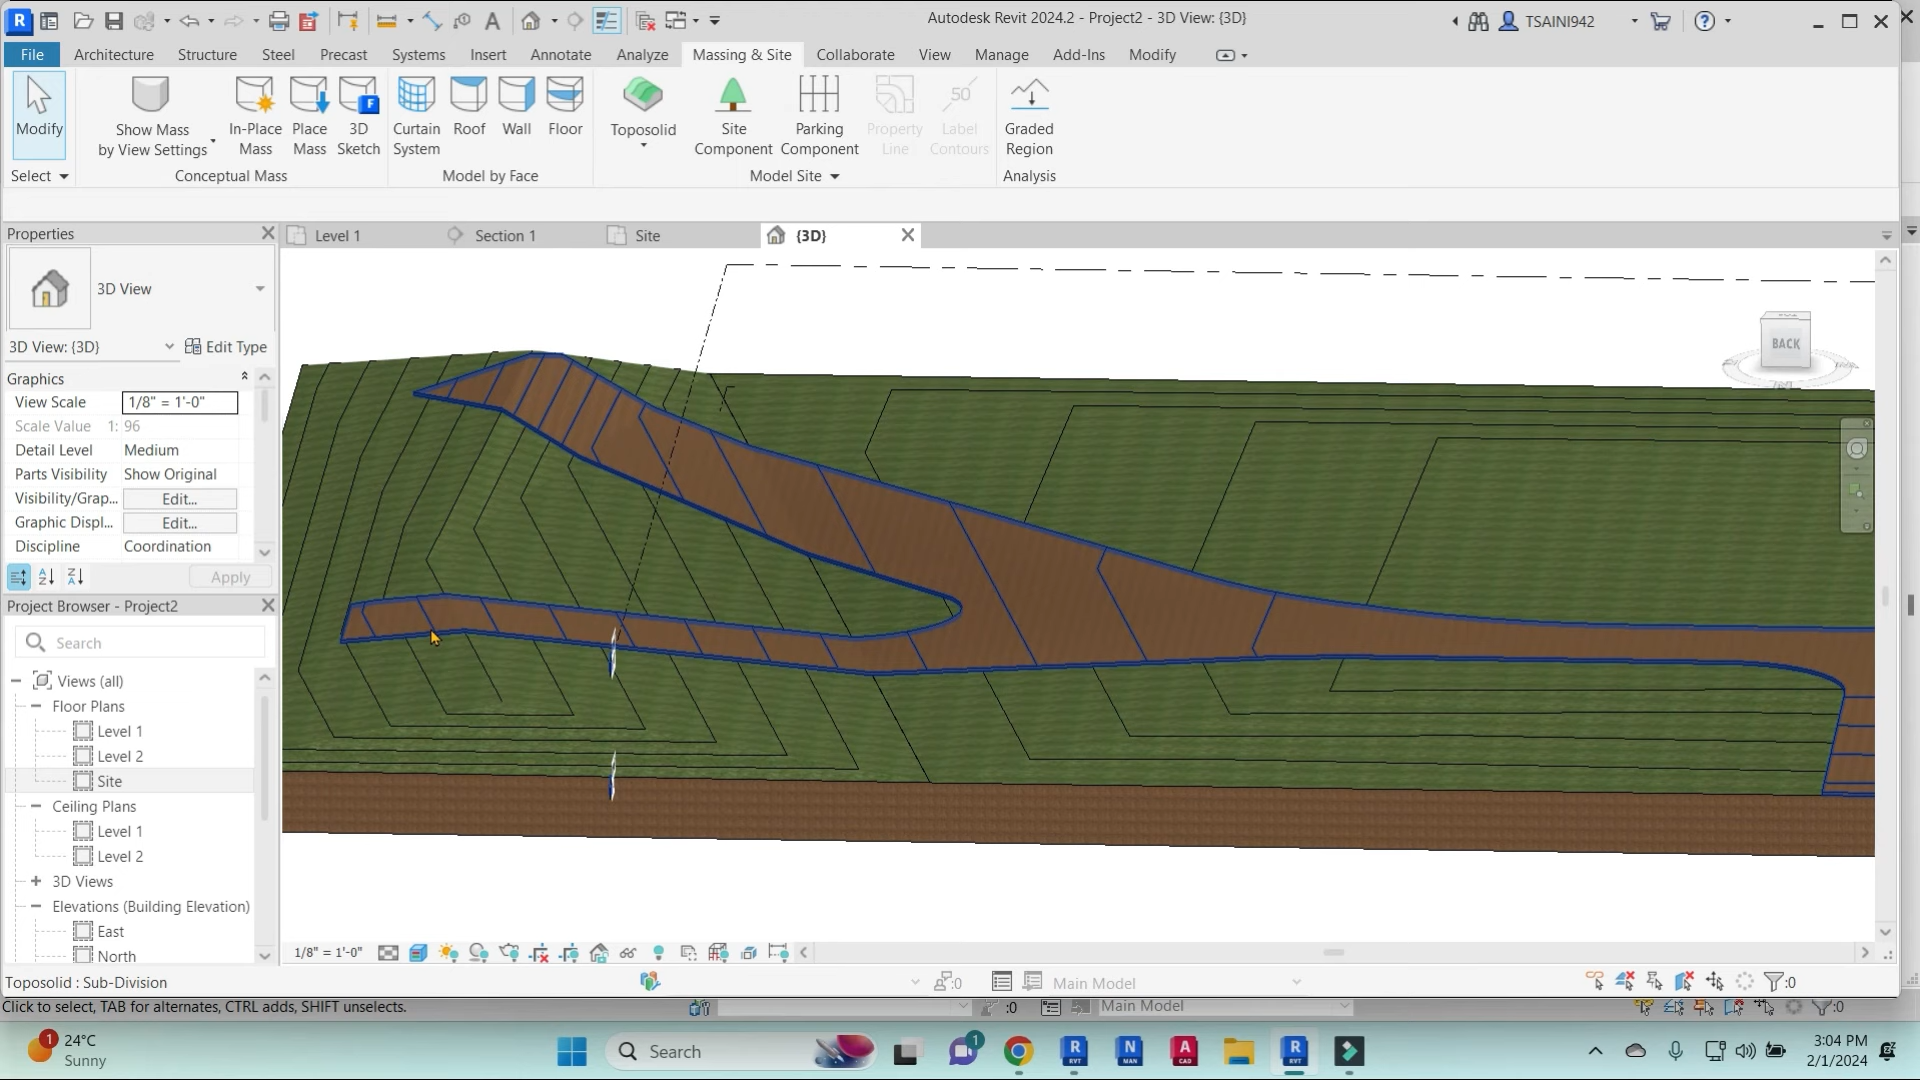 Autodesk Revit 2024.2 - Project2 - 3D View: {3D}
TSAINI942
File Architecture Structure Steel Precast Systems Insert Annotate Analyze Massing & Site Collaborate View Manage Add-Ins Modify
Modify
Show Mass
by View Settings
In-Place
Mass
Place
Mass
3D
Sketch
Curtain
System
Roof
Wall
Floor
Toposolid
Site
Component
Parking
Component
Property
Line
50
Label
Contours
Graded
Region
Select
Conceptual Mass
Model by Face
Model Site
Analysis
Properties
Level 1
Section 1
Site
{3D}
3D View
3D View: {3D}
Edit Type
Graphics
View Scale 1/8" = 1'-0"
Scale Value 1: 96
Detail Level Medium
Parts Visibility Show Original
Visibility/Grap... Edit...
Graphic Displ... Edit...
Discipline Coordination
Apply
Project Browser - Project2
Search
Views (all)
Floor Plans
Level 1
Level 2
Site
Ceiling Plans
Level 1
Level 2
3D Views
Elevations (Building Elevation)
East
North
BACK
1/8" = 1'-0"
Toposolid : Sub-Division
:0
Main Model
:0
Click to select, TAB for alternates, CTRL adds, SHIFT unselects.
:0
Main Model
:0
1
24°C
Sunny
Search
1
3:04 PM
2/1/2024